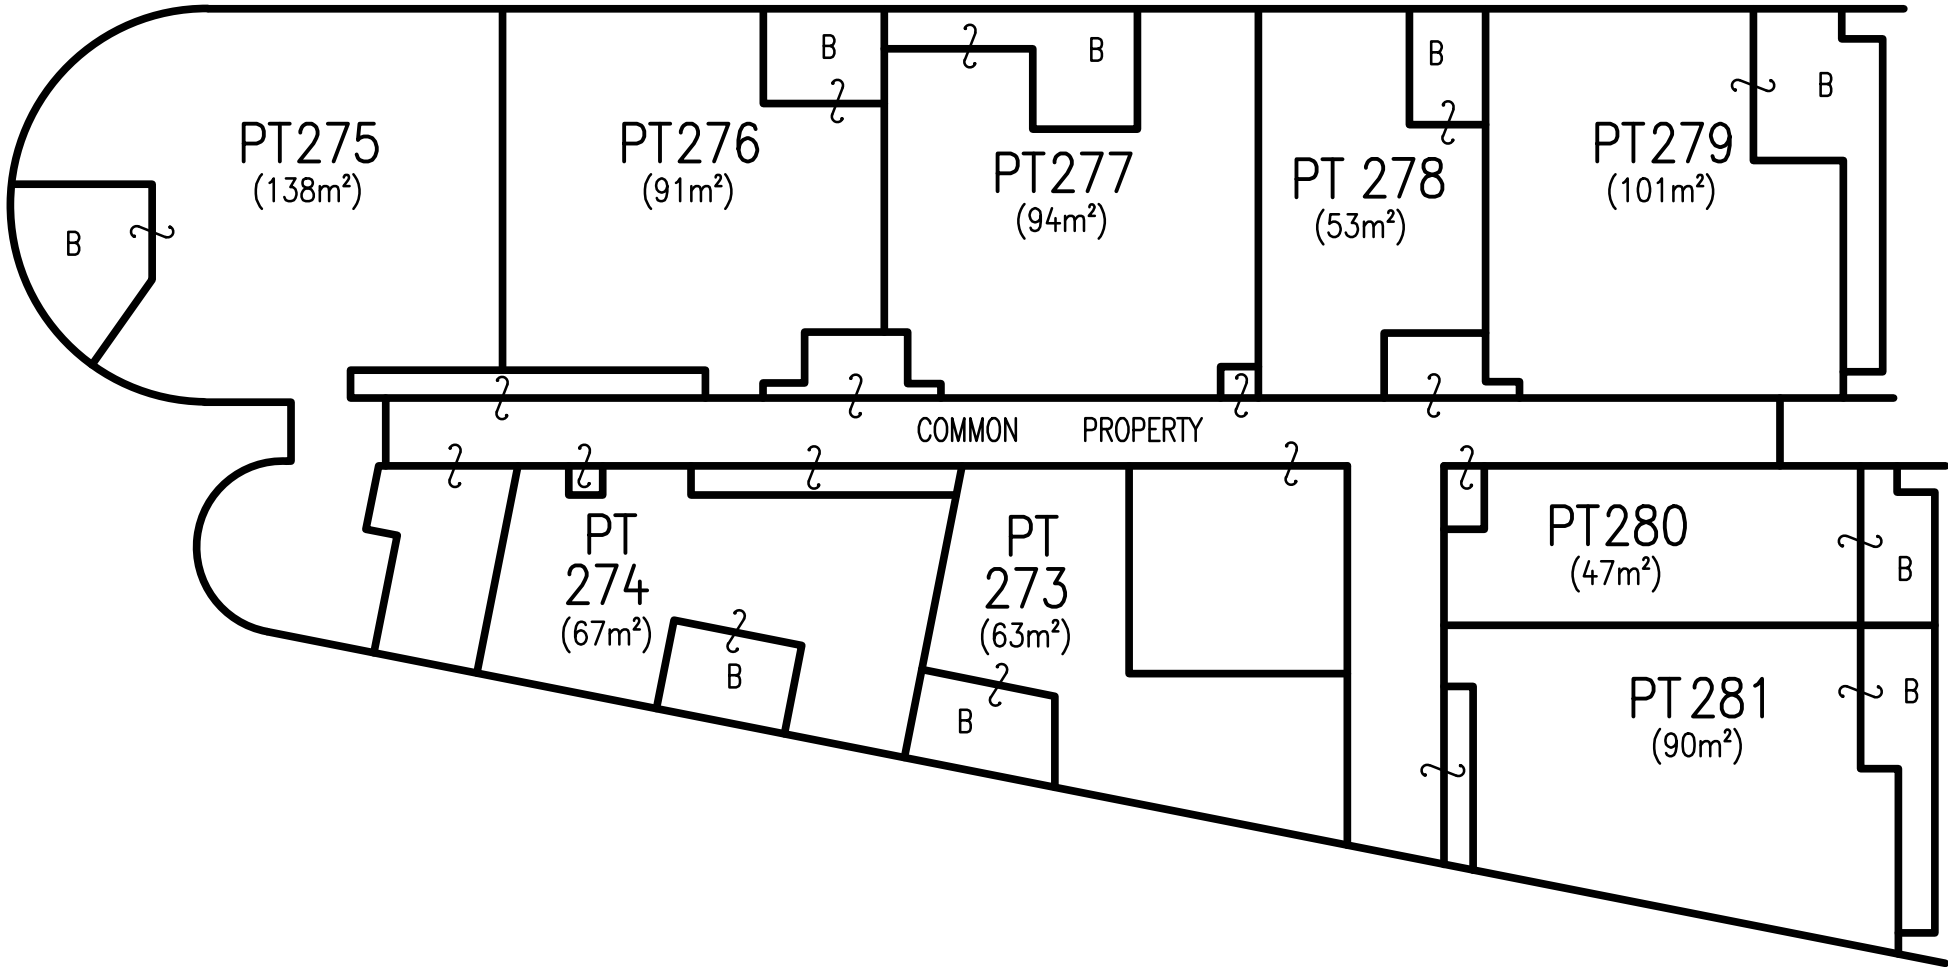 B
B
B
B
PT275
(138m²)
PT276
(91m²)
PT277
(94m²)
PT 278
(53m²)
PT279
(101m²)
B
COMMON PROPERTY
PT
274
(67m²)
B
PT
273
(63m²)
B
PT280
(47m²)
B
PT281
(90m²)
B